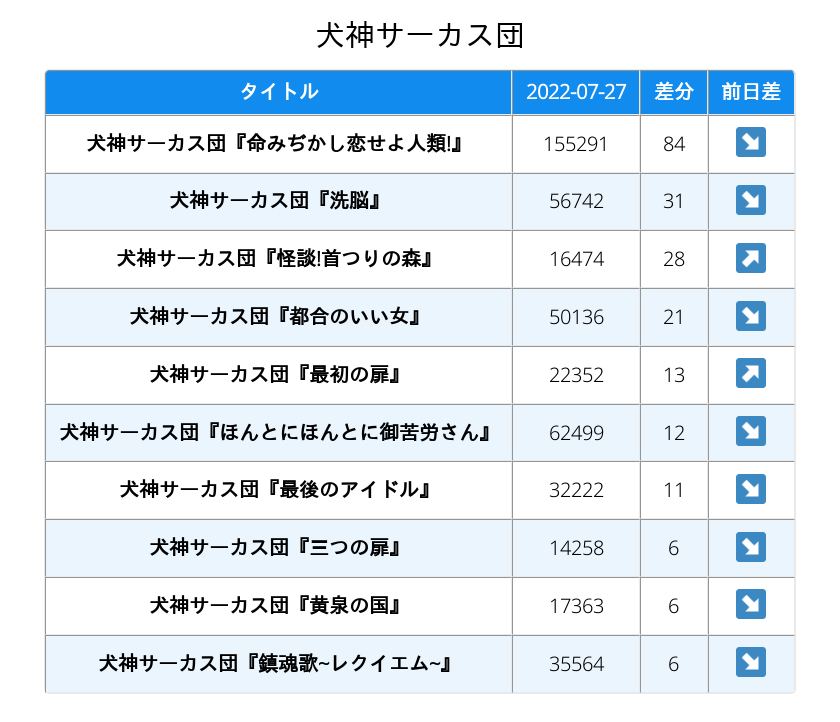 犬神サーカス団
タイトル 2022-07-27 差分 前日差
犬神サーカス団『命みぢかし恋せよ人類!』 155291 84 ↘
犬神サーカス団『洗脳』 56742 31 ↘
犬神サーカス団『怪談!首つりの森』 16474 28 ↗
犬神サーカス団『都合のいい女』 50136 21 ↘
犬神サーカス団『最初の扉』 22352 13 ↗
犬神サーカス団『ほんとにほんとに御苦労さん』 62499 12 ↘
犬神サーカス団『最後のアイドル』 32222 11 ↘
犬神サーカス団『三つの扉』 14258 6 ↘
犬神サーカス団『黄泉の国』 17363 6 ↘
犬神サーカス団『鎮魂歌~レクイエム~』 35564 6 ↘